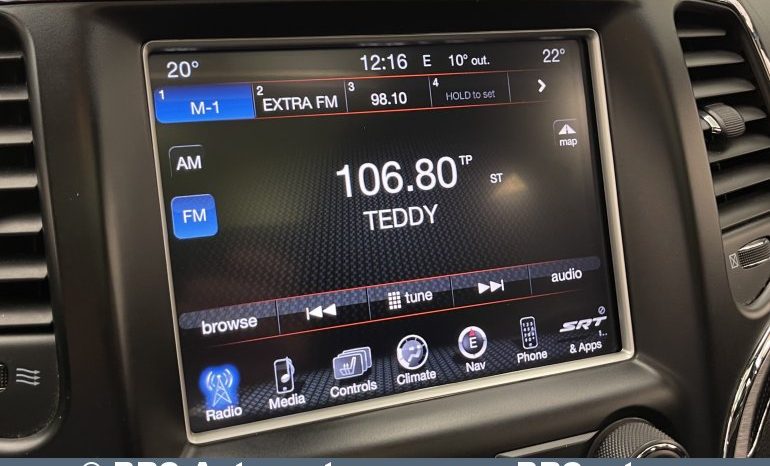 20° 12:16 E 10° out. 22°
1 M-1 2 EXTRA FM 3 98.10 4 HOLD to set
AM
map
106.80 TP ST
FM
TEDDY
browse tune audio
Radio Media Controls Climate E Nav Phone SRT & Apps